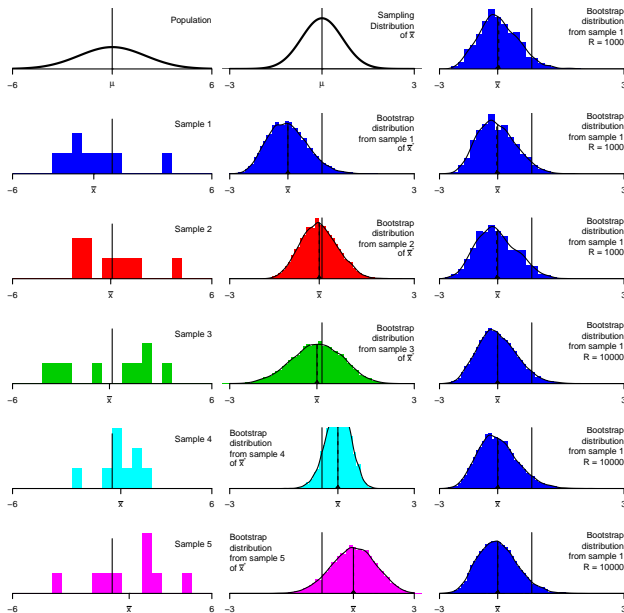 Population
−6
μ
6
Sampling
Distribution
of x̄
−3
μ
3
Bootstrap
distribution
from sample 1
R = 1000
−3
x̄
3
Sample 1
−6
x̄
6
Bootstrap
distribution
from sample 1
of x̄*
−3
x̄
3
Bootstrap
distribution
from sample 1
R = 1000
−3
x̄
3
Sample 2
−6
x̄
6
Bootstrap
distribution
from sample 2
of x̄*
−3
x̄
3
Bootstrap
distribution
from sample 1
R = 1000
−3
x̄
3
Sample 3
−6
x̄
6
Bootstrap
distribution
from sample 3
of x̄*
−3
x̄
3
Bootstrap
distribution
from sample 1
R = 10000
−3
x̄
3
Sample 4
−6
x̄
6
Bootstrap
distribution
from sample 4
of x̄*
−3
x̄
3
Bootstrap
distribution
from sample 1
R = 10000
−3
x̄
3
Sample 5
−6
x̄
6
Bootstrap
distribution
from sample 5
of x̄*
−3
x̄
3
Bootstrap
distribution
from sample 1
R = 10000
−3
x̄
3